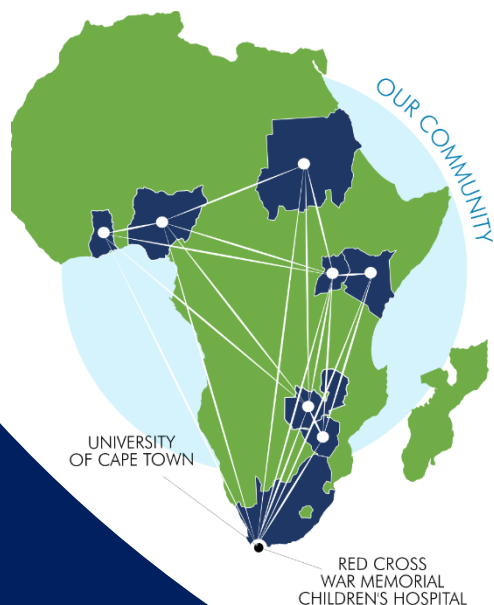 OUR COMMUNITY
UNIVERSITY
OF CAPE TOWN
RED CROSS
WAR MEMORIAL
CHILDREN'S HOSPITAL